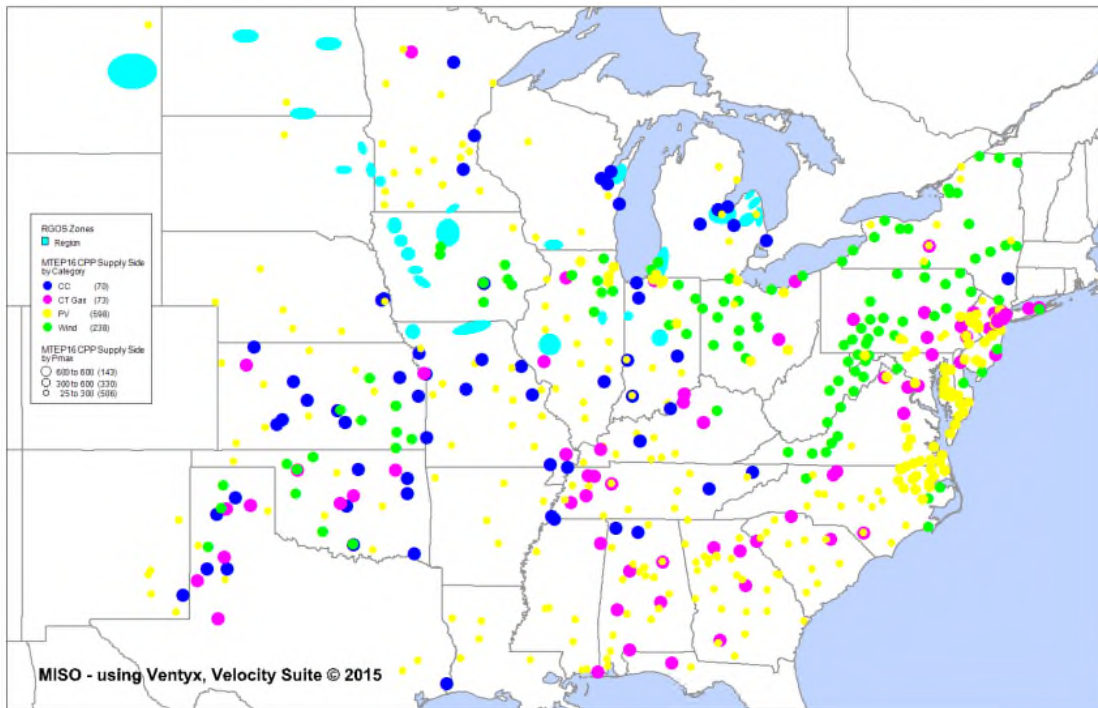 RGOS Zones
Region
MTEP16 CPP Supply Side
by Category
CC (70)
CT Gas (73)
PV (598)
Wind (238)
MTEP16 CPP Supply Side
by Pmax
600 to 800 (143)
300 to 600 (330)
25 to 300 (506)
MISO - using Ventyx, Velocity Suite © 2015